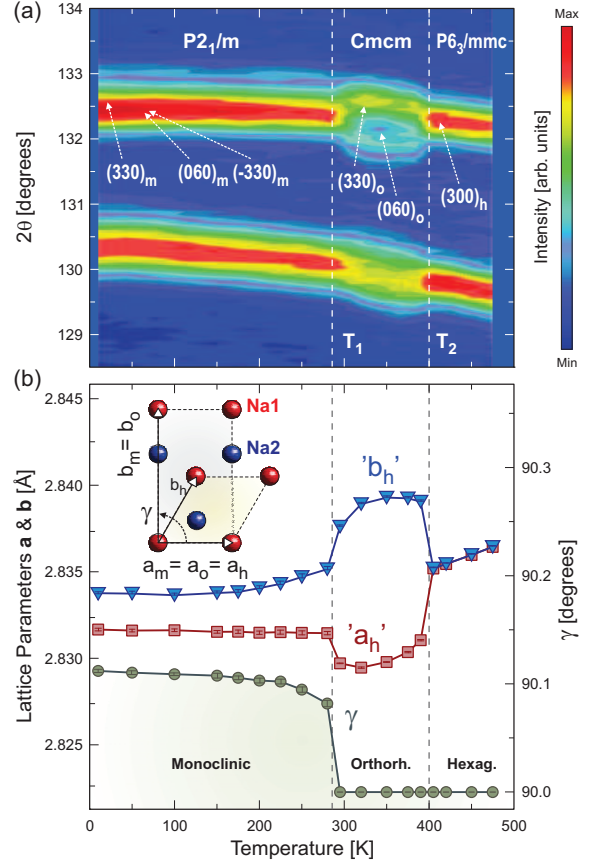 (a)
134
133
132
131
130
129
2θ [degrees]
P2₁/m
Cmcm
P6₃/mmc
(330)ₘ
(060)ₘ
(-330)ₘ
(330)ₒ
(060)ₒ
(300)ₕ
T₁
T₂
Max
Intensity [arb. units]
Min
(b)
2.845
2.840
2.835
2.830
2.825
Lattice Parameters a & b [Å]
Na1
Na2
bₘ = bₒ
bₕ
γ
aₘ = aₒ = aₕ
'bₕ'
'aₕ'
γ
Monoclinic
Orthorh.
Hexag.
90.3
90.2
90.1
90.0
γ [degrees]
0
100
200
300
400
500
Temperature [K]